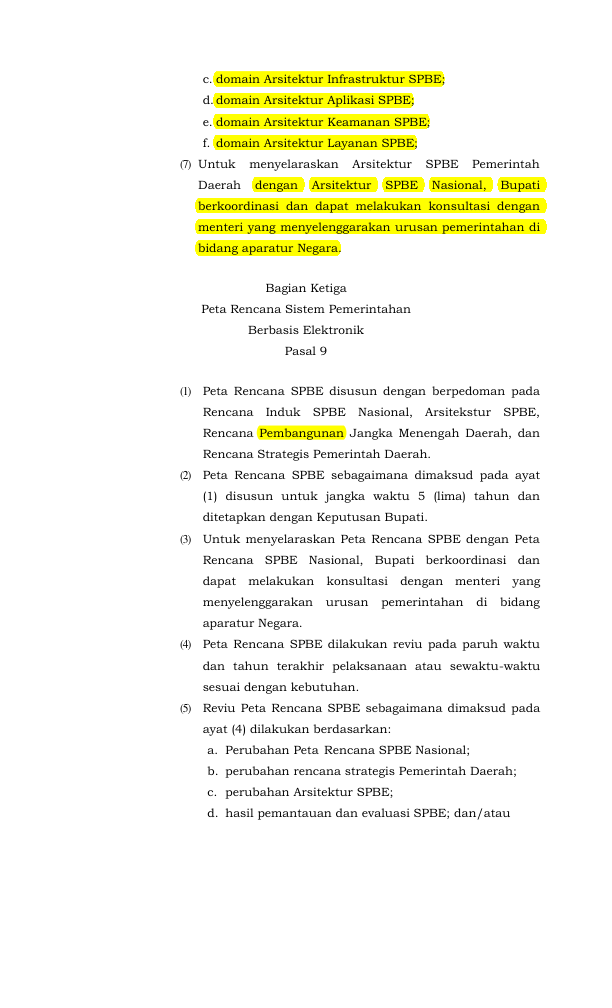 c. domain Arsitektur Infrastruktur SPBE;
d. domain Arsitektur Aplikasi SPBE;
e. domain Arsitektur Keamanan SPBE;
f. domain Arsitektur Layanan SPBE;
(7) Untuk menyelaraskan Arsitektur SPBE Pemerintah
Daerah dengan Arsitektur SPBE Nasional, Bupati
berkoordinasi dan dapat melakukan konsultasi dengan
menteri yang menyelenggarakan urusan pemerintahan di
bidang aparatur Negara.
Bagian Ketiga
Peta Rencana Sistem Pemerintahan
Berbasis Elektronik
Pasal 9
(1) Peta Rencana SPBE disusun dengan berpedoman pada
Rencana Induk SPBE Nasional, Arsitekstur SPBE,
Rencana Pembangunan Jangka Menengah Daerah, dan
Rencana Strategis Pemerintah Daerah.
(2) Peta Rencana SPBE sebagaimana dimaksud pada ayat
(1) disusun untuk jangka waktu 5 (lima) tahun dan
ditetapkan dengan Keputusan Bupati.
(3) Untuk menyelaraskan Peta Rencana SPBE dengan Peta
Rencana SPBE Nasional, Bupati berkoordinasi dan
dapat melakukan konsultasi dengan menteri yang
menyelenggarakan urusan pemerintahan di bidang
aparatur Negara.
(4) Peta Rencana SPBE dilakukan reviu pada paruh waktu
dan tahun terakhir pelaksanaan atau sewaktu-waktu
sesuai dengan kebutuhan.
(5) Reviu Peta Rencana SPBE sebagaimana dimaksud pada
ayat (4) dilakukan berdasarkan:
a. Perubahan Peta Rencana SPBE Nasional;
b. perubahan rencana strategis Pemerintah Daerah;
c. perubahan Arsitektur SPBE;
d. hasil pemantauan dan evaluasi SPBE; dan/atau